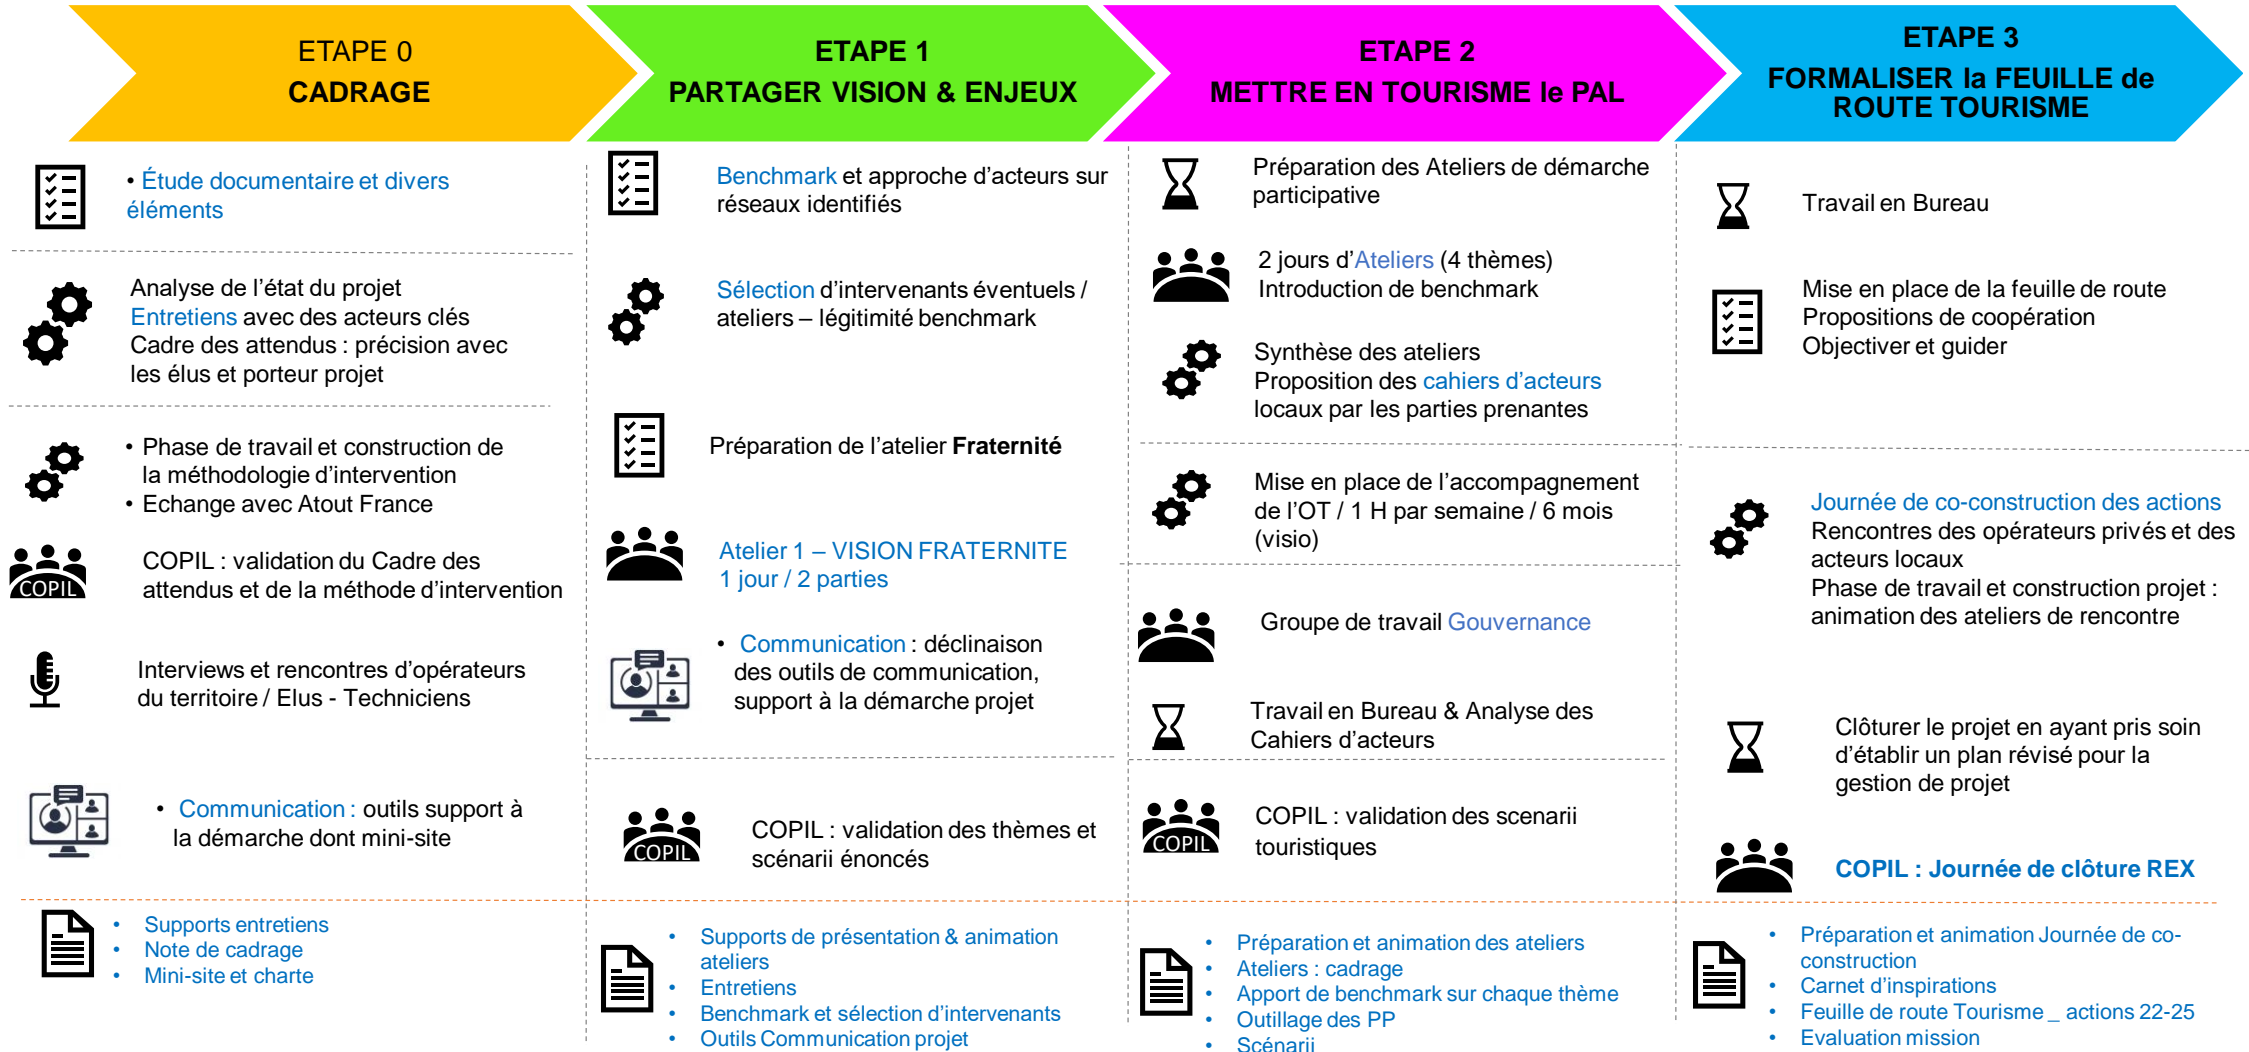 ETAPE 0
CADRAGE
• Étude documentaire et divers
éléments
Analyse de l’état du projet
Entretiens avec des acteurs clés
Cadre des attendus : précision avec
les élus et porteur projet
• Phase de travail et construction de
la méthodologie d’intervention
• Echange avec Atout France
COPIL
COPIL : validation du Cadre des
attendus et de la méthode d’intervention
Interviews et rencontres d’opérateurs
du territoire / Elus - Techniciens
• Communication : outils support à
la démarche dont mini-site
• Supports entretiens
• Note de cadrage
• Mini-site et charte
ETAPE 1
PARTAGER VISION & ENJEUX
Benchmark et approche d’acteurs sur
réseaux identifiés
Sélection d’intervenants éventuels /
ateliers – légitimité benchmark
Préparation de l’atelier Fraternité
Atelier 1 – VISION FRATERNITE
1 jour / 2 parties
• Communication : déclinaison
des outils de communication,
support à la démarche projet
COPIL
COPIL : validation des thèmes et
scénarii énoncés
• Supports de présentation & animation
ateliers
• Entretiens
• Benchmark et sélection d’intervenants
• Outils Communication projet
ETAPE 2
METTRE EN TOURISME le PAL
Préparation des Ateliers de démarche
participative
2 jours d’Ateliers (4 thèmes)
Introduction de benchmark
Synthèse des ateliers
Proposition des cahiers d’acteurs
locaux par les parties prenantes
Mise en place de l’accompagnement
de l’OT / 1 H par semaine / 6 mois
(visio)
Groupe de travail Gouvernance
Travail en Bureau & Analyse des
Cahiers d’acteurs
COPIL
COPIL : validation des scenarii
touristiques
• Préparation et animation des ateliers
• Ateliers : cadrage
• Apport de benchmark sur chaque thème
• Outillage des PP
• Scénarii
ETAPE 3
FORMALISER la FEUILLE de
ROUTE TOURISME
Travail en Bureau
Mise en place de la feuille de route
Propositions de coopération
Objectiver et guider
Journée de co-construction des actions
Rencontres des opérateurs privés et des
acteurs locaux
Phase de travail et construction projet :
animation des ateliers de rencontre
Clôturer le projet en ayant pris soin
d’établir un plan révisé pour la
gestion de projet
COPIL : Journée de clôture REX
• Préparation et animation Journée de co-
construction
• Carnet d’inspirations
• Feuille de route Tourisme _ actions 22-25
• Evaluation mission